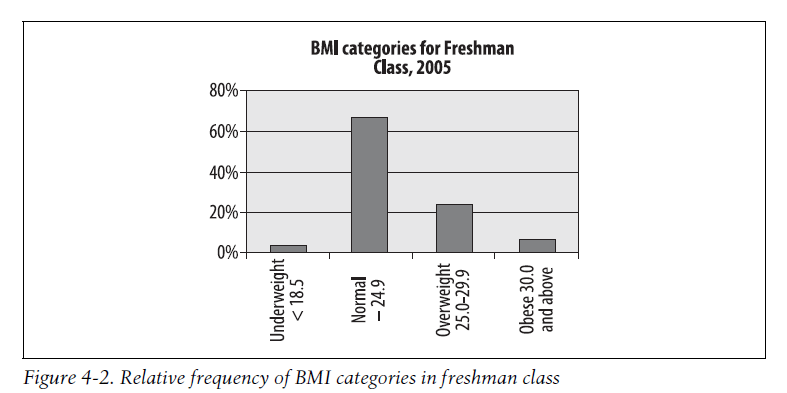 BMI categories for Freshman
Class, 2005
80%
60%
40%
20%
0%
Underweight
< 18.5
Normal
– 24.9
Overweight
25.0–29.9
Obese 30.0
and above
Figure 4-2. Relative frequency of BMI categories in freshman class